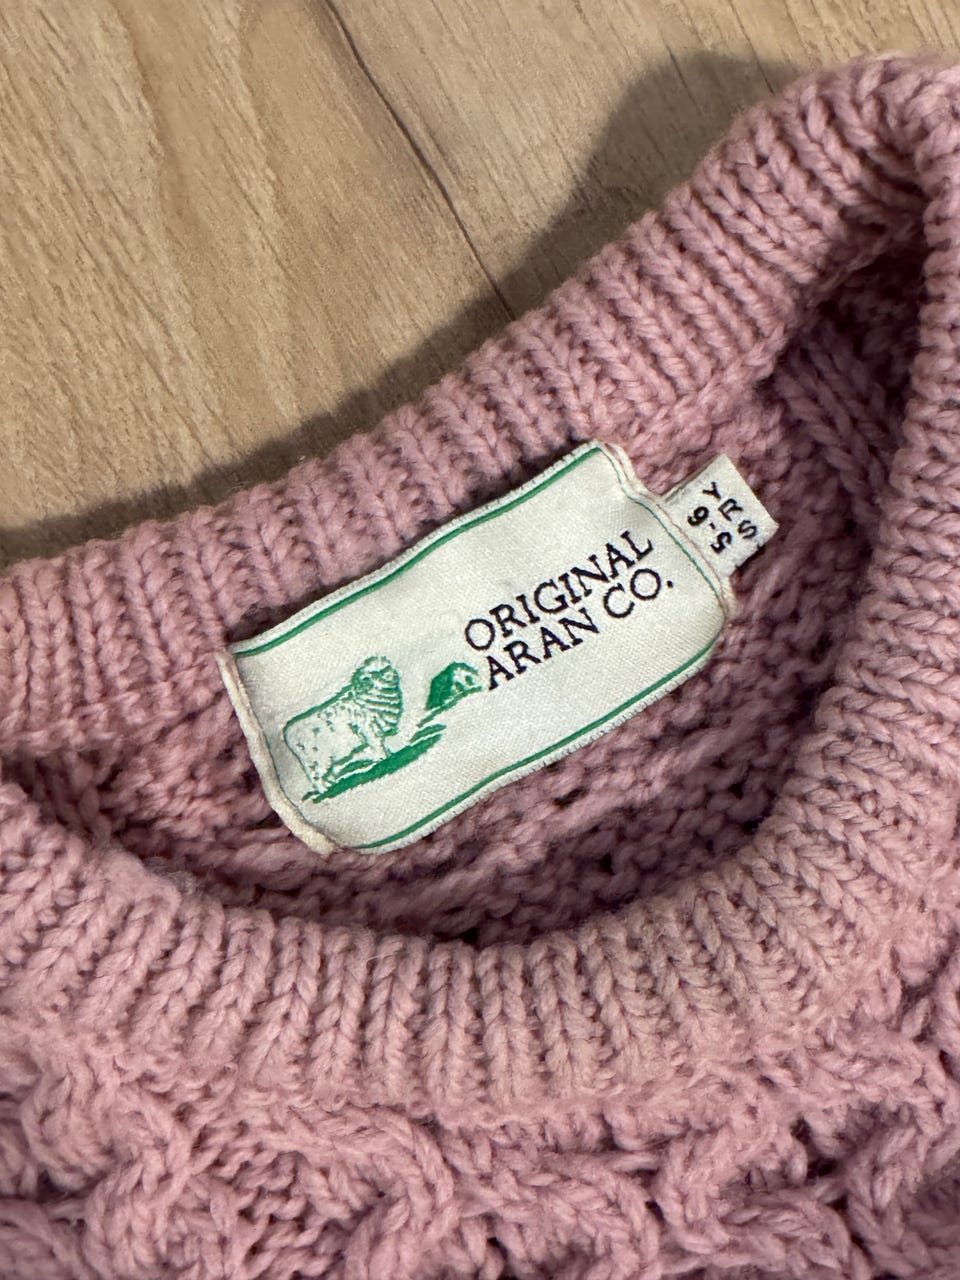 ORIGINAL
ARAN CO.
5-6
YRS